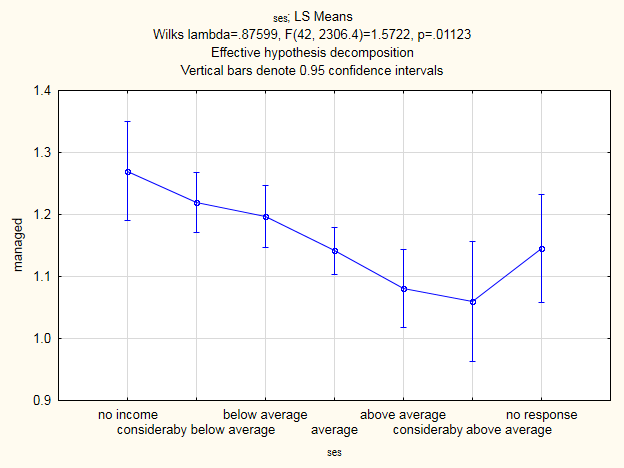 ses; LS Means
Wilks lambda=.87599, F(42, 2306.4)=1.5722, p=.01123
Effective hypothesis decomposition
Vertical bars denote 0.95 confidence intervals
1.4
1.3
1.2
1.1
1.0
0.9
managed
no income below average above average no response
consideraby below average average consideraby above average
ses